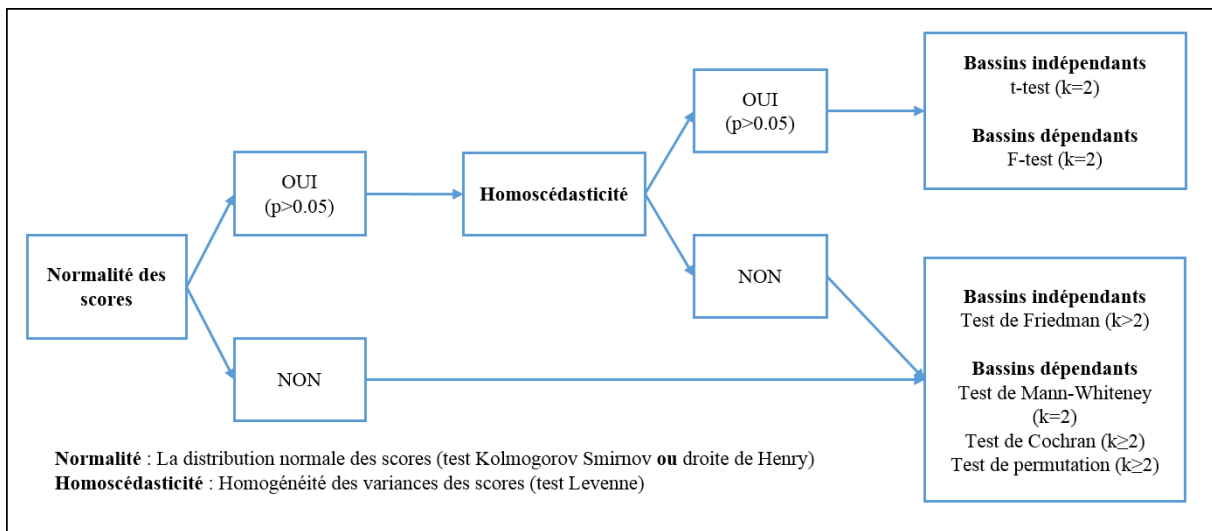 Normalité des
scores
OUI
(p>0.05)
NON
Homoscédasticité
OUI
(p>0.05)
NON
Bassins indépendants
t-test (k=2)
Bassins dépendants
F-test (k=2)
Bassins indépendants
Test de Friedman (k>2)
Bassins dépendants
Test de Mann-Whiteney
(k=2)
Test de Cochran (k≥2)
Test de permutation (k≥2)
Normalité : La distribution normale des scores (test Kolmogorov Smirnov ou droite de Henry)
Homoscédasticité : Homogénéité des variances des scores (test Levenne)